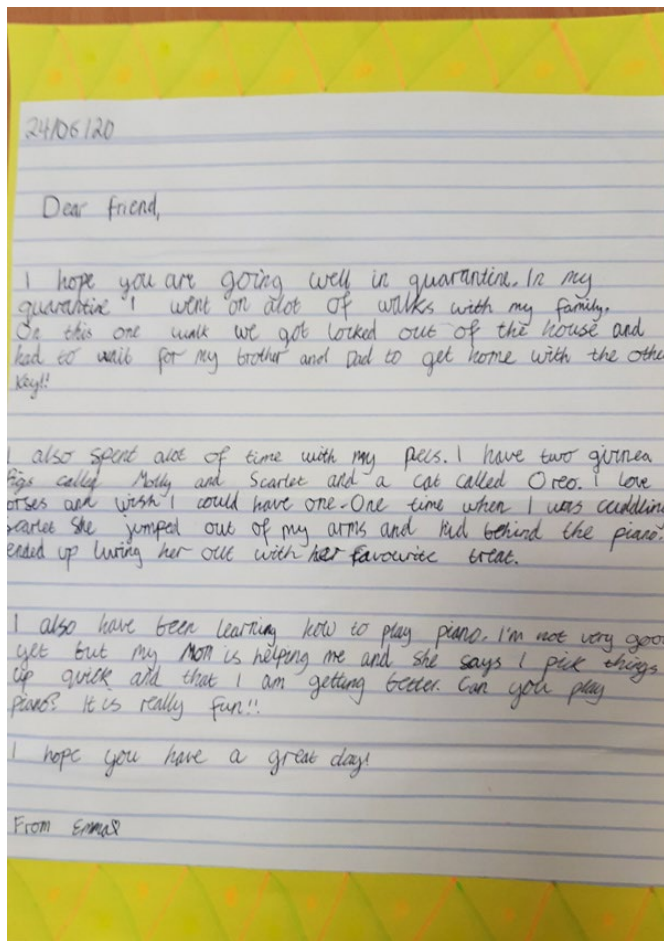 24/06/20
Dear friend,
I hope you are going well in quarantine. In my
quarantine I went on alot of walks with my family.
On this one walk we got locked out of the house and
had to wait for my brother and Dad to get home with the othe
key!!
I also spent alot of time with my pets. I have two guinea
Pigs called Molly and Scarlet and a cat called Oreo. I love
orses and wish I could have one. One time when I was cuddlin
scarlet she jumped out of my arms and hid behind the piano.
ended up luring her out with her favourite treat.
I also have been learning how to play piano. I'm not very good
yet but my Mom is helping me and she says I pick things
up quick and that I am getting better. Can you play
piano? It is really fun!!
I hope you have a great day!
From Emma♡